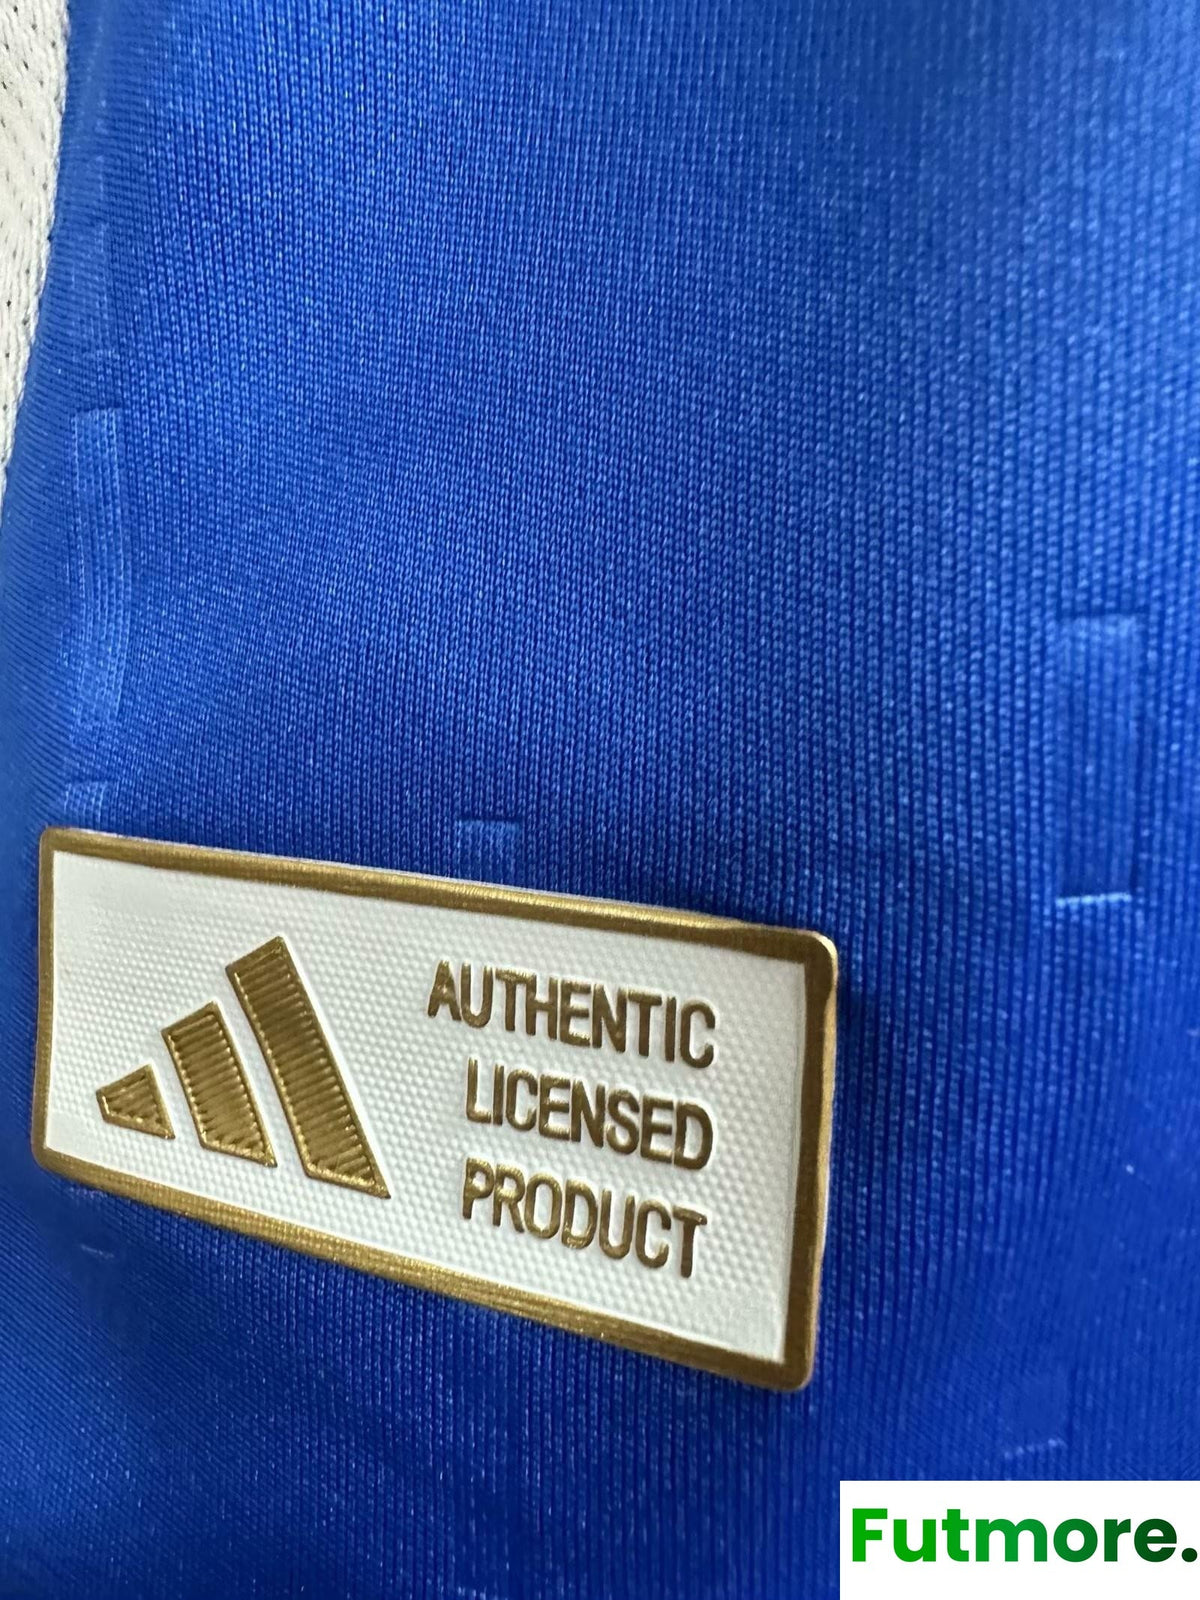 AUTHENTIC
LICENSED
PRODUCT
Futmore.